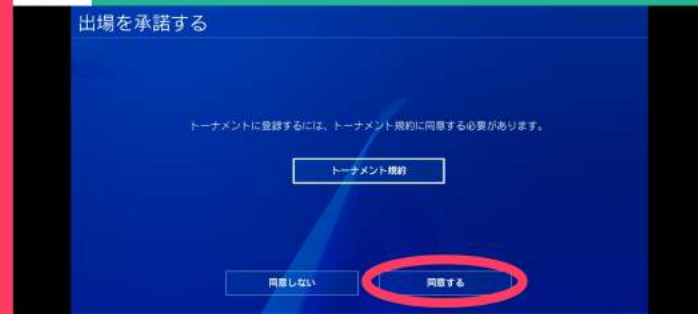 出場を承諾する
トーナメントに登録するには、トーナメント規約に同意する必要があります。
トーナメント規約
同意しない
同意する